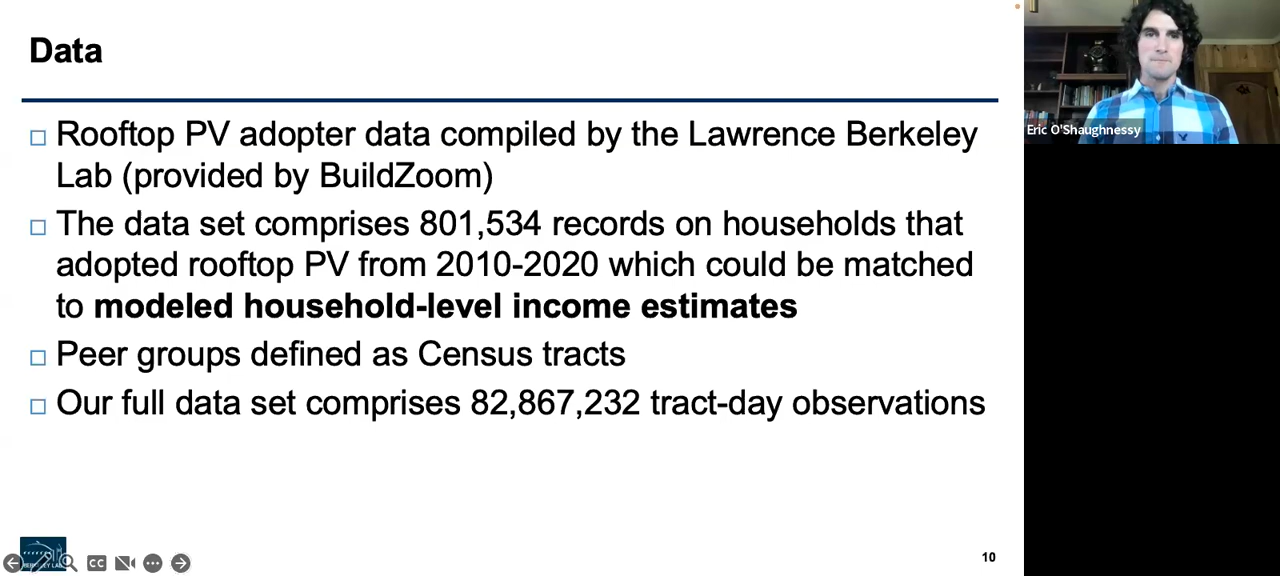 Data
Rooftop PV adopter data compiled by the Lawrence Berkeley
Lab (provided by BuildZoom)
The data set comprises 801,534 records on households that
adopted rooftop PV from 2010-2020 which could be matched
to modeled household-level income estimates
Peer groups defined as Census tracts
Our full data set comprises 82,867,232 tract-day observations
CC
10
Eric O'Shaughnessy